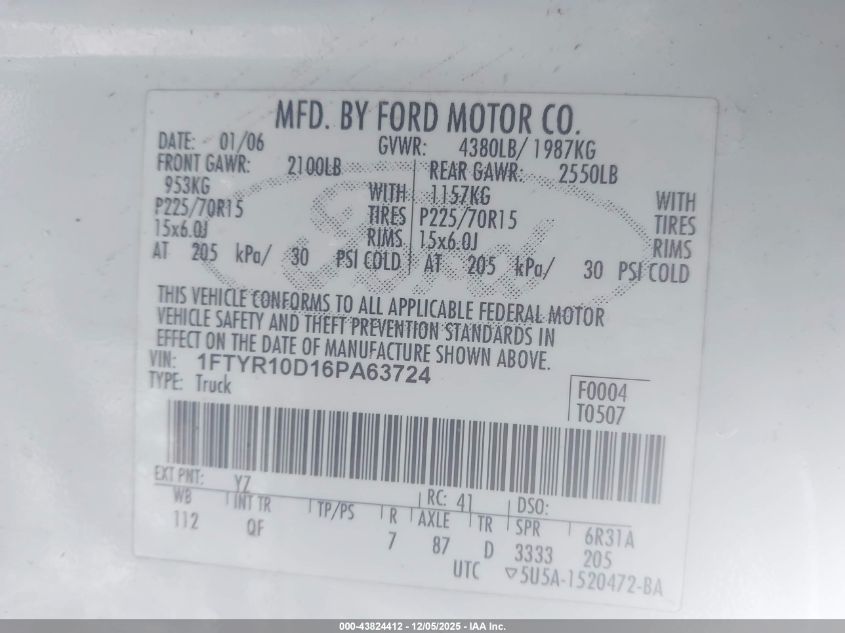 MFD. BY FORD MOTOR CO.
DATE: 01/06 GVWR: 4380LB/ 1987KG
FRONT GAWR: 2100LB REAR GAWR: 2550LB
953KG WITH 1157KG WITH
P225/70R15 TIRES P225/70R15 TIRES
15x6.0J RIMS 15x6.0J RIMS
AT 205 kPa/ 30 PSI COLD AT 205 kPa/ 30 PSI COLD
Ford
THIS VEHICLE CONFORMS TO ALL APPLICABLE FEDERAL MOTOR
VEHICLE SAFETY AND THEFT PREVENTION STANDARDS IN
EFFECT ON THE DATE OF MANUFACTURE SHOWN ABOVE.
VIN: 1FTYR10D16PA63724
TYPE: Truck
F0004
T0507
EXT PNT: YZ RC: 41 DSO:
WB INT TR TP/PS R AXLE TR SPR 6R31A
112 QF 7 87 D 3333 205
UTC ▽5U5A-1520472-BA
000-43824412 - 12/05/2025 - IAA Inc.